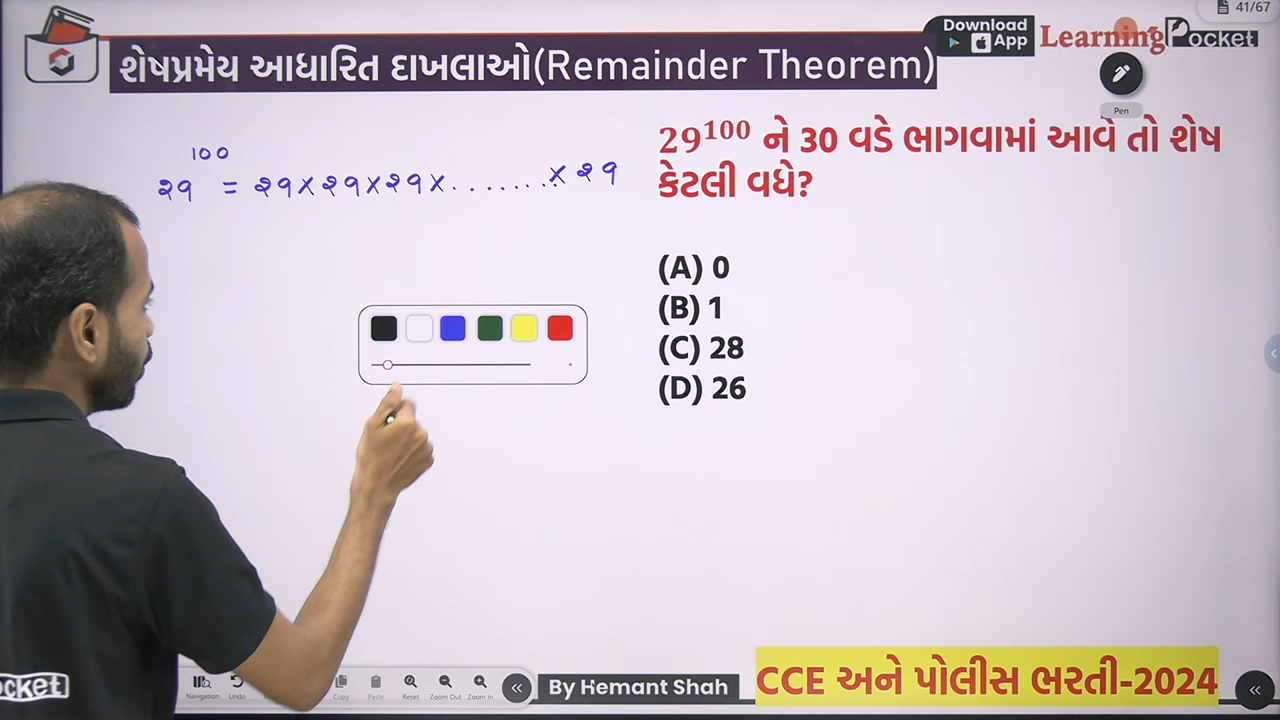 41/67
Download App
Learning Pocket
શેષપ્રમેય આધારિત દાખલાઓ(Remainder Theorem)
Pen
29^100 ને 30 વડે ભાગવામાં આવે તો શેષ
કેટલી વધે?
100
29 = 29×29×29×........×29
(A) 0
(B) 1
(C) 28
(D) 26
Navigation Undo Copy Paste Reset Zoom Out Zoom In
By Hemant Shah
CCE અને પોલીસ ભરતી-2024
ocket